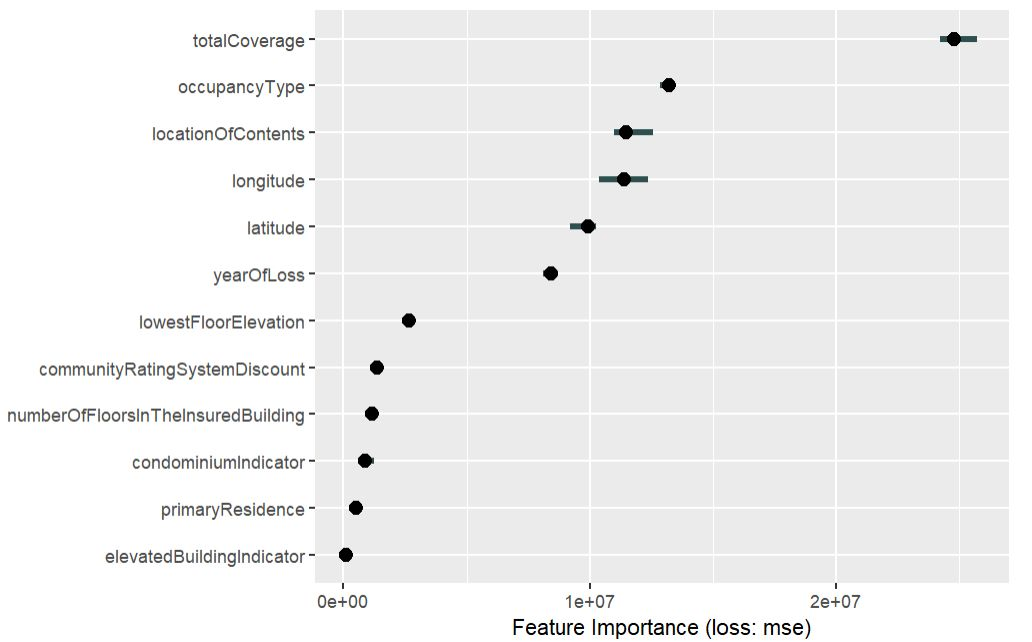 totalCoverage
occupancyType
locationOfContents
longitude
latitude
yearOfLoss
lowestFloorElevation
communityRatingSystemDiscount
numberOfFloorsInTheInsuredBuilding
condominiumIndicator
primaryResidence
elevatedBuildingIndicator
0e+00 1e+07 2e+07
Feature Importance (loss: mse)